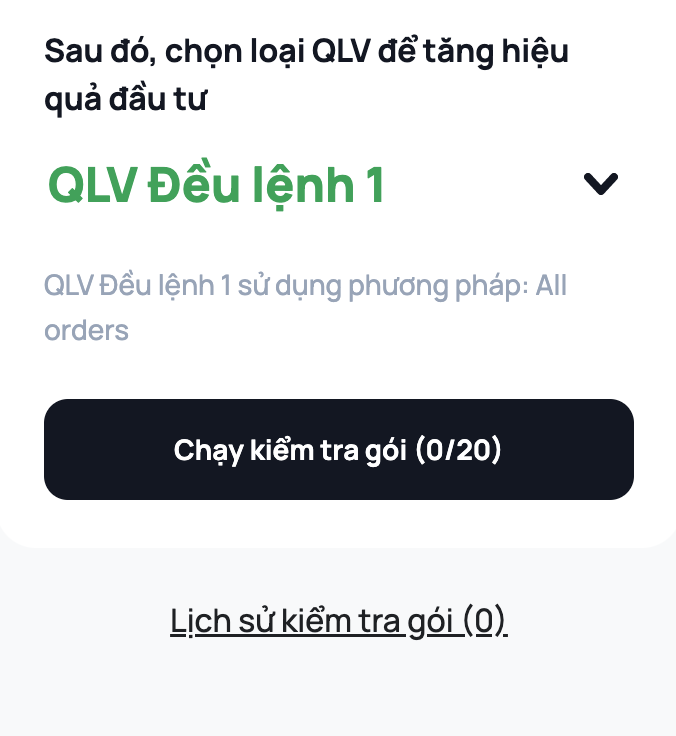 Sau đó, chọn loại QLV để tăng hiệu
quả đầu tư
QLV Đều lệnh 1
QLV Đều lệnh 1 sử dụng phương pháp: All
orders
Chạy kiểm tra gói (0/20)
Lịch sử kiểm tra gói (0)